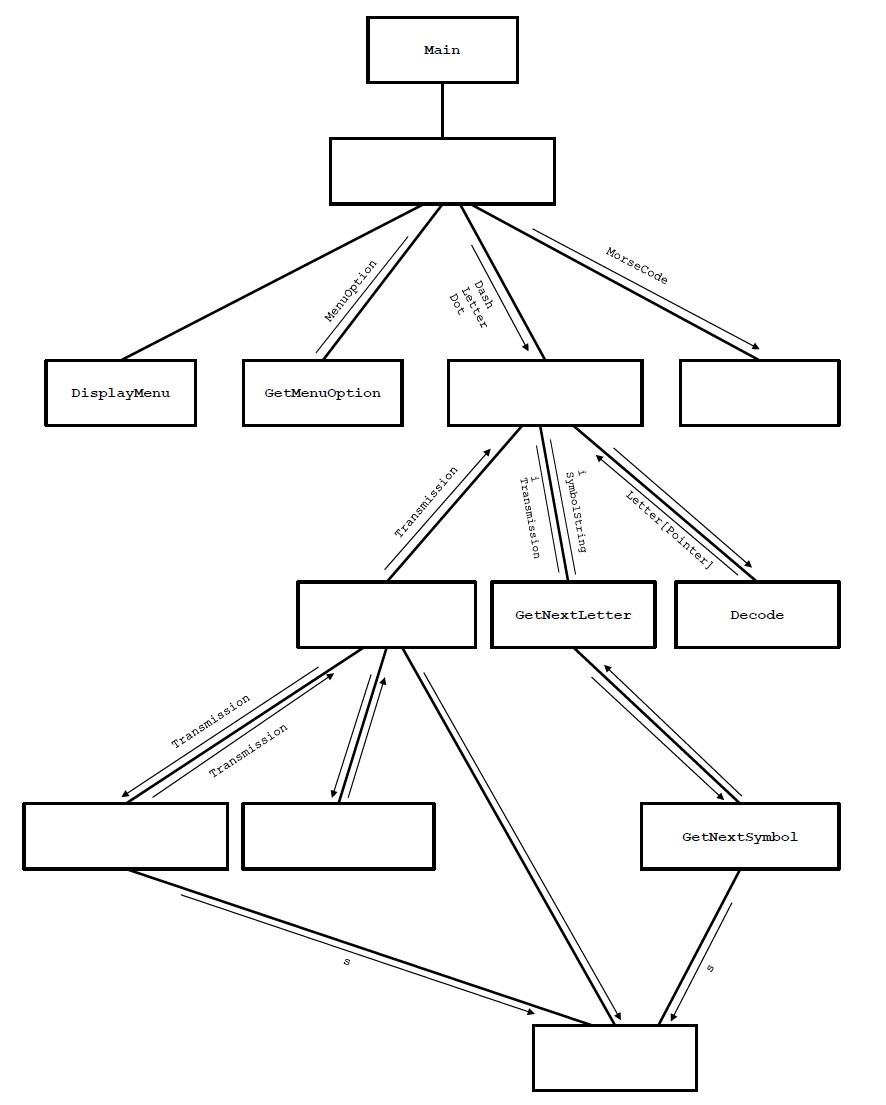 Main
MenuOption
Dash
Letter
Dot
MorseCode
DisplayMenu
GetMenuOption
Transmission
i
Transmission
i
SymbolString
Letter[Pointer]
GetNextLetter
Decode
Transmission
Transmission
GetNextSymbol
s
s